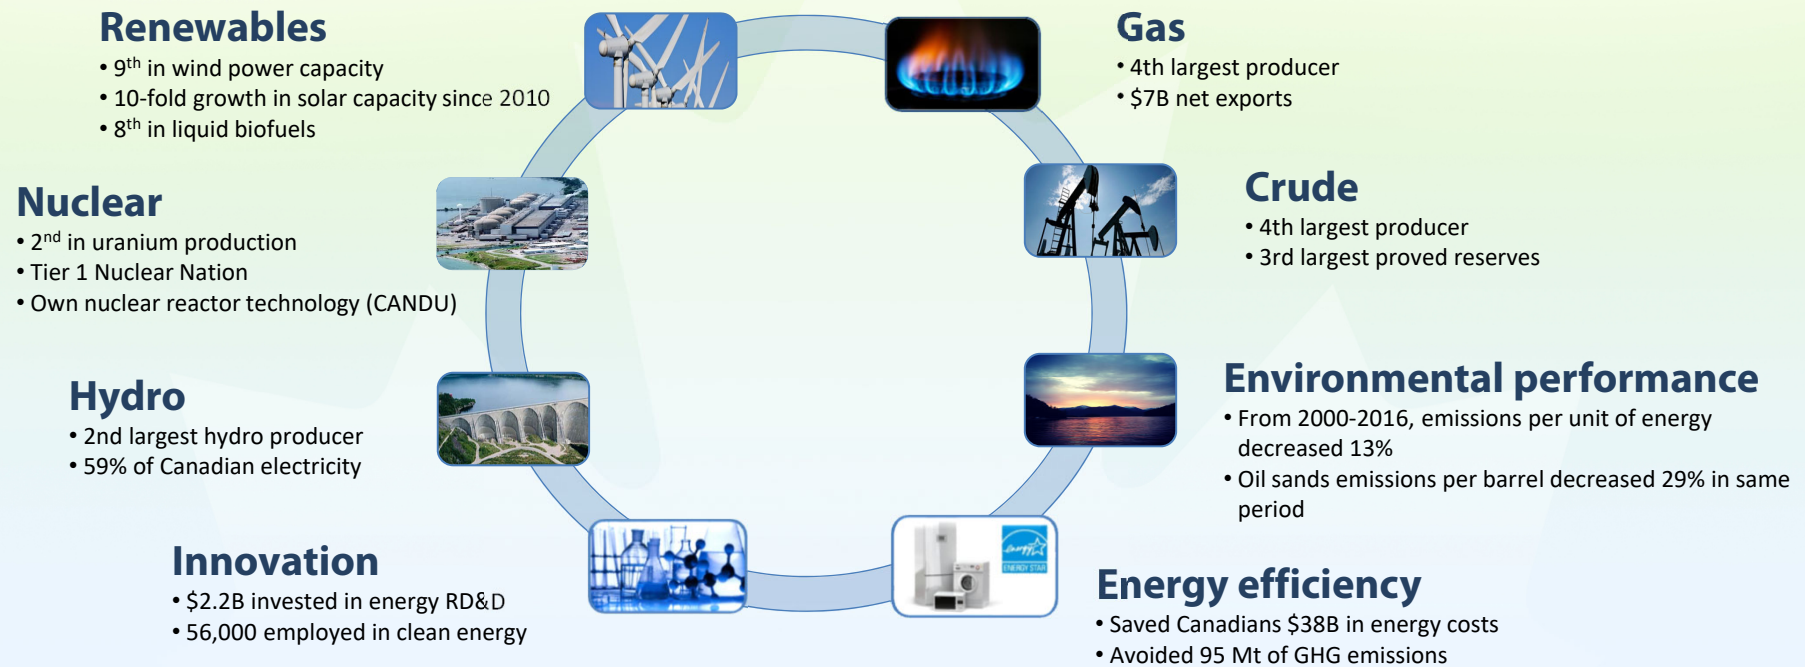 Renewables
• 9th in wind power capacity
• 10-fold growth in solar capacity since 2010
• 8th in liquid biofuels
Gas
• 4th largest producer
• $7B net exports
Nuclear
• 2nd in uranium production
• Tier 1 Nuclear Nation
• Own nuclear reactor technology (CANDU)
Crude
• 4th largest producer
• 3rd largest proved reserves
Hydro
• 2nd largest hydro producer
• 59% of Canadian electricity
Environmental performance
• From 2000-2016, emissions per unit of energy
decreased 13%
• Oil sands emissions per barrel decreased 29% in same
period
Innovation
• $2.2B invested in energy RD&D
• 56,000 employed in clean energy
energy
ENERGY STAR
Energy efficiency
• Saved Canadians $38B in energy costs
• Avoided 95 Mt of GHG emissions